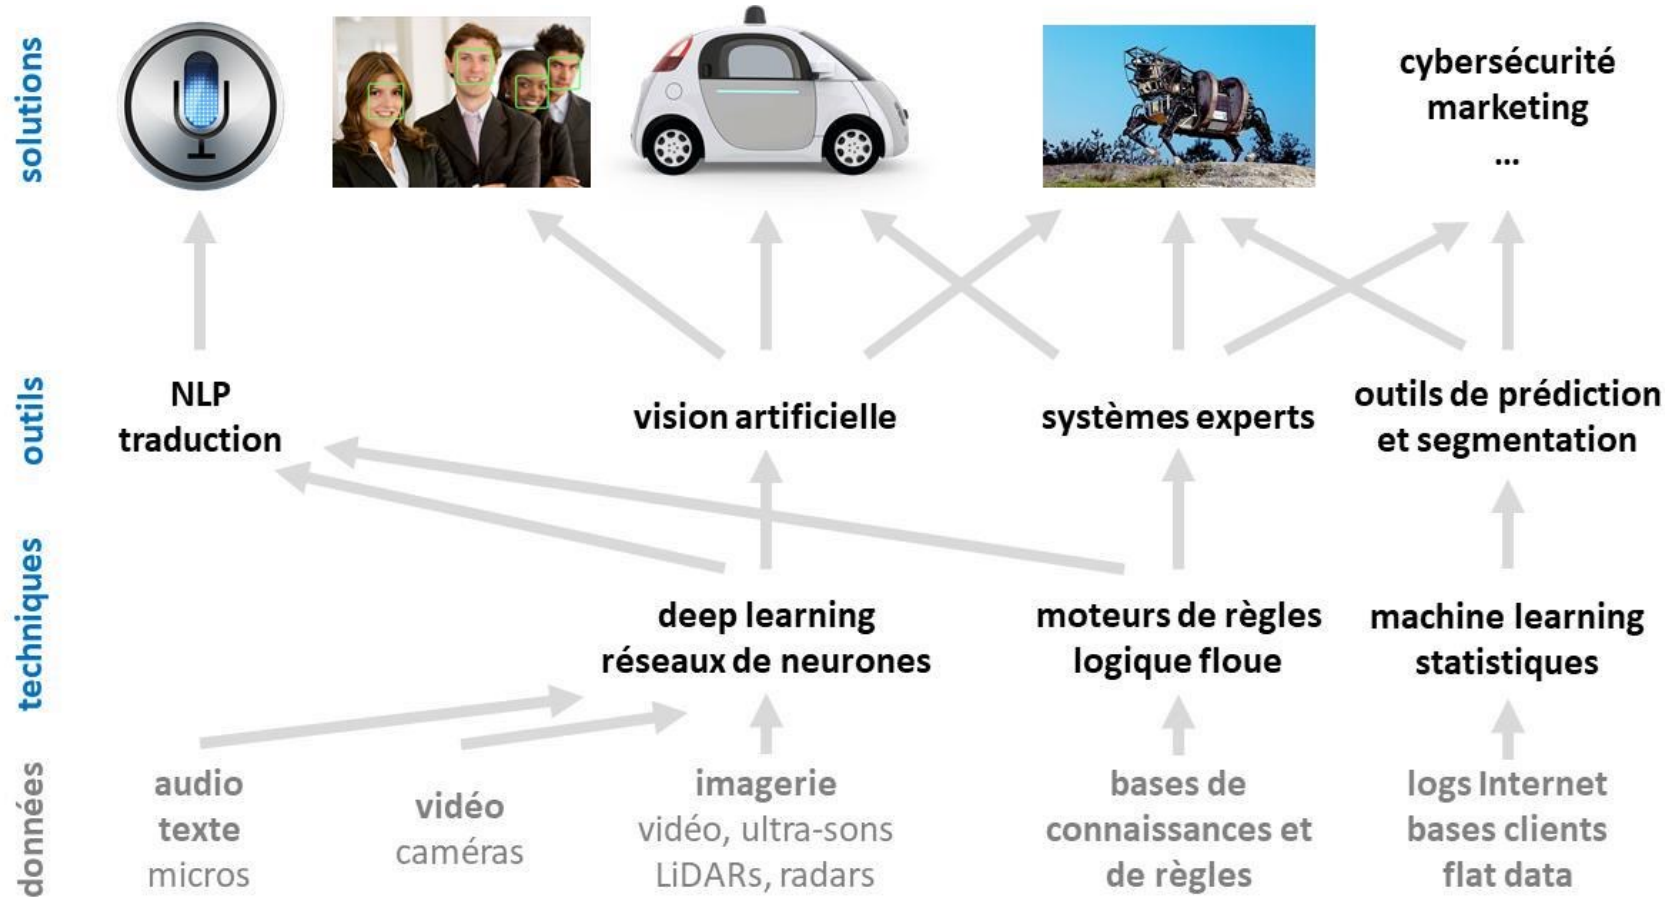 solutions
cybersécurité
marketing
...
outils
NLP
traduction
vision artificielle
systèmes experts
outils de prédiction
et segmentation
techniques
deep learning
réseaux de neurones
moteurs de règles
logique floue
machine learning
statistiques
données
audio
texte
micros
vidéo
caméras
imagerie
vidéo, ultra-sons
LiDARs, radars
bases de
connaissances et
de règles
logs Internet
bases clients
flat data